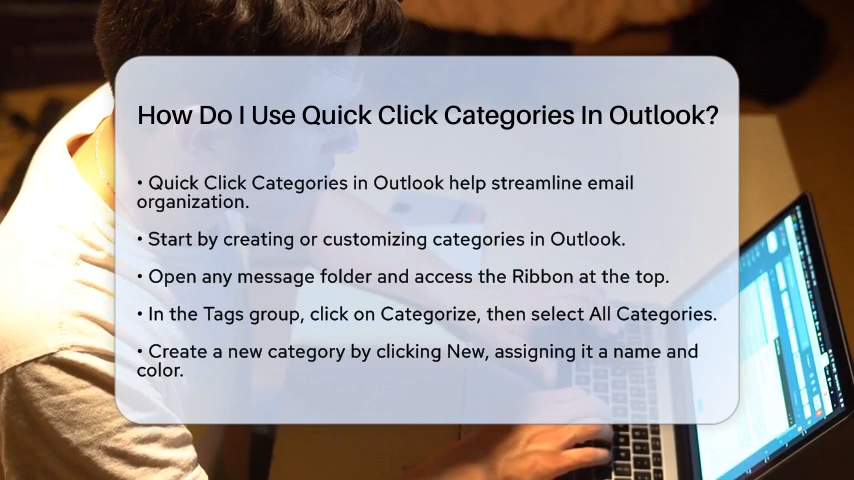 How Do I Use Quick Click Categories In Outlook?
• Quick Click Categories in Outlook help streamline email
organization.
• Start by creating or customizing categories in Outlook.
• Open any message folder and access the Ribbon at the top.
• In the Tags group, click on Categorize, then select All Categories.
• Create a new category by clicking New, assigning it a name and
color.